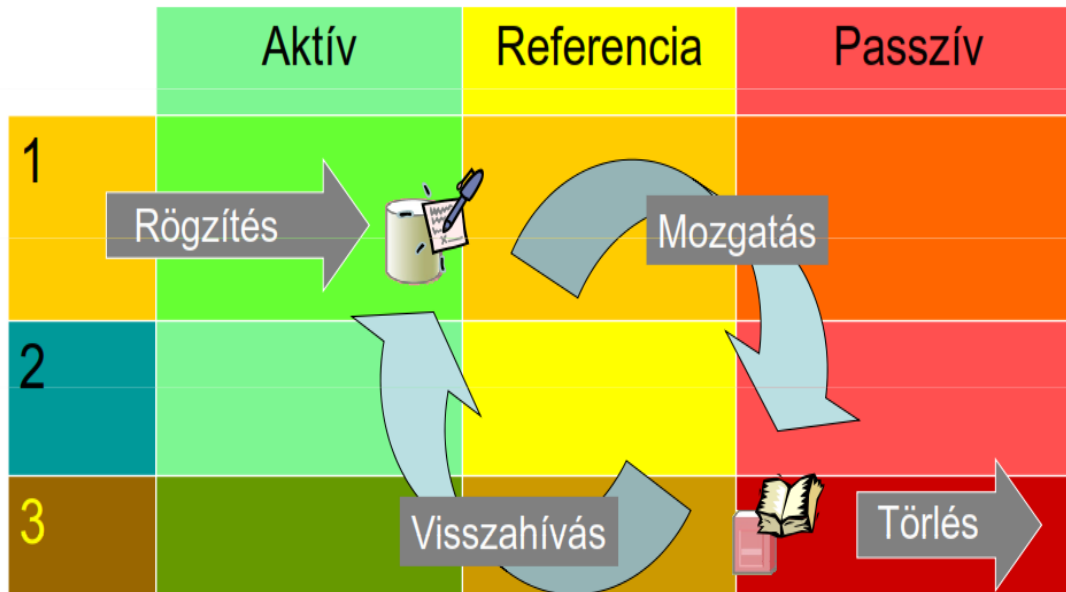 Aktív
Referencia
Passzív
1
Rögzítés
Mozgatás
2
3
Visszahívás
Törlés